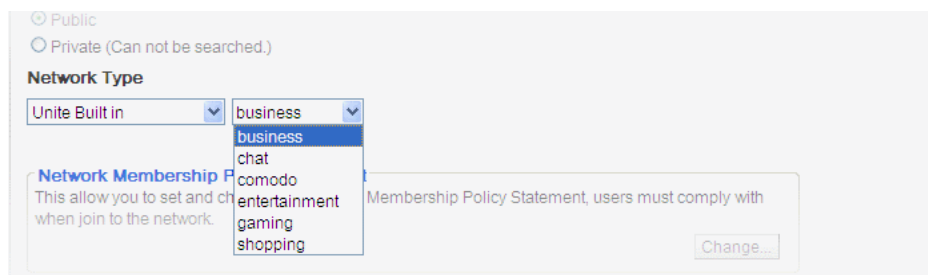 Public
Private (Can not be searched.)
Network Type
Unite Built in
business
business
chat
comodo
entertainment
gaming
shopping
Network Membership P
This allow you to set and ch Membership Policy Statement, users must comply with
when join to the network.
Change...